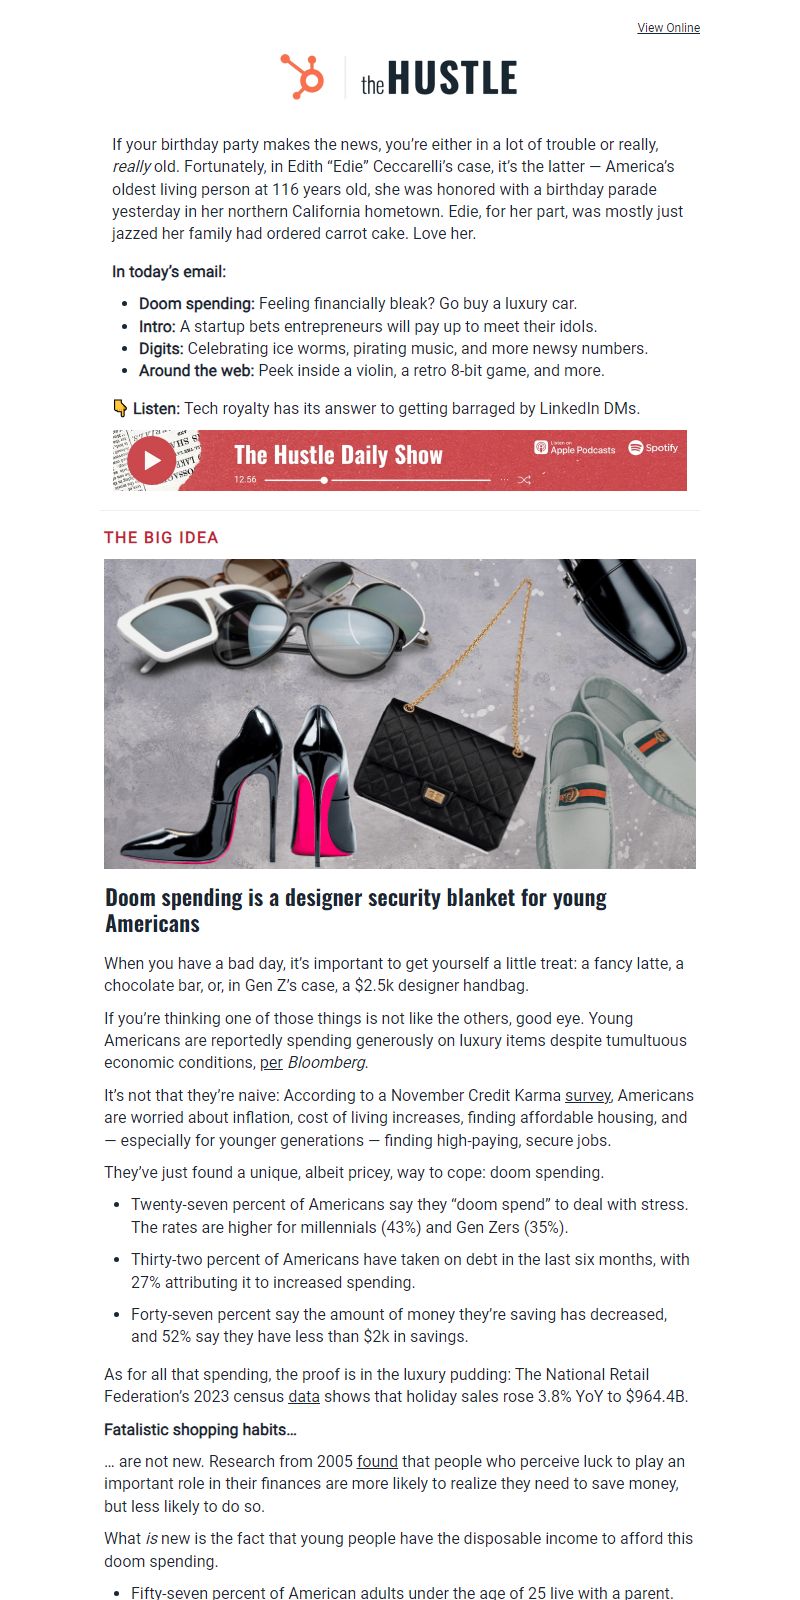 View Online
the HUSTLE
If your birthday party makes the news, you’re either in a lot of trouble or really,
really old. Fortunately, in Edith “Edie” Ceccarelli’s case, it’s the latter — America’s
oldest living person at 116 years old, she was honored with a birthday parade
yesterday in her northern California hometown. Edie, for her part, was mostly just
jazzed her family had ordered carrot cake. Love her.
In today’s email:
• Doom spending: Feeling financially bleak? Go buy a luxury car.
• Intro: A startup bets entrepreneurs will pay up to meet their idols.
• Digits: Celebrating ice worms, pirating music, and more newsy numbers.
• Around the web: Peek inside a violin, a retro 8-bit game, and more.
👇 Listen: Tech royalty has its answer to getting barraged by LinkedIn DMs.
The Hustle Daily Show
Listen on
Apple Podcasts
Spotify
12:56
THE BIG IDEA
Doom spending is a designer security blanket for young
Americans
When you have a bad day, it’s important to get yourself a little treat: a fancy latte, a
chocolate bar, or, in Gen Z’s case, a $2.5k designer handbag.
If you’re thinking one of those things is not like the others, good eye. Young
Americans are reportedly spending generously on luxury items despite tumultuous
economic conditions, per Bloomberg.
It’s not that they’re naive: According to a November Credit Karma survey, Americans
are worried about inflation, cost of living increases, finding affordable housing, and
— especially for younger generations — finding high-paying, secure jobs.
They’ve just found a unique, albeit pricey, way to cope: doom spending.
• Twenty-seven percent of Americans say they “doom spend” to deal with stress.
The rates are higher for millennials (43%) and Gen Zers (35%).
• Thirty-two percent of Americans have taken on debt in the last six months, with
27% attributing it to increased spending.
• Forty-seven percent say the amount of money they’re saving has decreased,
and 52% say they have less than $2k in savings.
As for all that spending, the proof is in the luxury pudding: The National Retail
Federation’s 2023 census data shows that holiday sales rose 3.8% YoY to $964.4B.
Fatalistic shopping habits…
… are not new. Research from 2005 found that people who perceive luck to play an
important role in their finances are more likely to realize they need to save money,
but less likely to do so.
What is new is the fact that young people have the disposable income to afford this
doom spending.
• Fifty-seven percent of American adults under the age of 25 live with a parent.